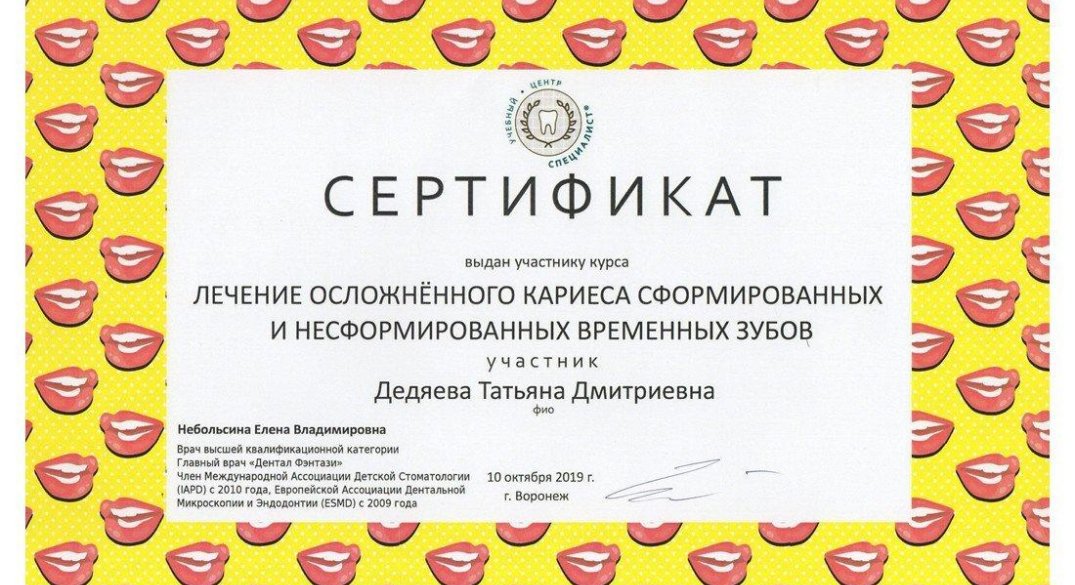 УЧЕБНЫЙ • ЦЕНТР
СПЕЦИАЛИСТ®
СЕРТИФИКАТ
выдан участнику курса
ЛЕЧЕНИЕ ОСЛОЖНЁННОГО КАРИЕСА СФОРМИРОВАННЫХ
И НЕСФОРМИРОВАННЫХ ВРЕМЕННЫХ ЗУБОВ
участник
Дедяева Татьяна Дмитриевна
фио
Небольсина Елена Владимировна
Врач высшей квалификационной категории
Главный врач «Дентал Фэнтази»
Член Международной Ассоциации Детской Стоматологии
(IAPD) с 2010 года, Европейской Ассоциации Дентальной
Микроскопии и Эндодонтии (ESMD) с 2009 года
10 октября 2019 г.
г. Воронеж